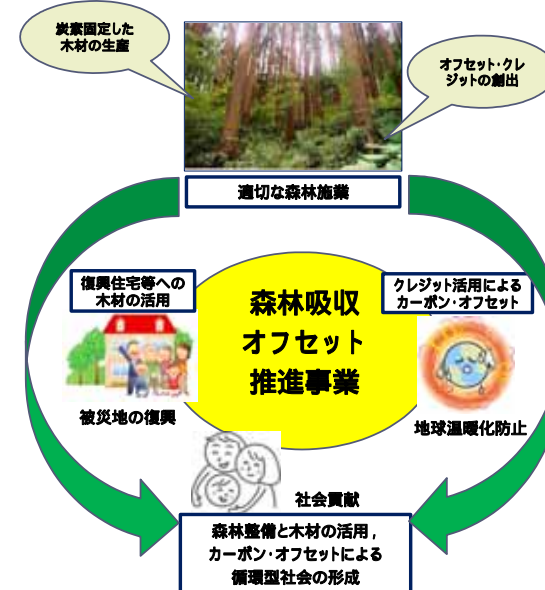 炭素固定した
木材の生産
オフセット・クレ
ジットの創出
適切な森林施業
復興住宅等への
木材の活用
クレジット活用による
カーボン・オフセット
森林吸収
オフセット
推進事業
被災地の復興
地球温暖化防止
社会貢献
森林整備と木材の活用，
カーボン・オフセットによる
循環型社会の形成